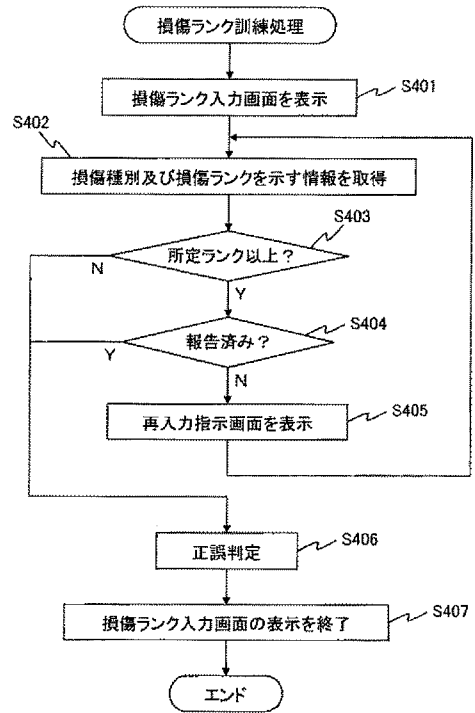 損傷ランク訓練処理
損傷ランク入力画面を表示
S401
S402
損傷種別及び損傷ランクを示す情報を取得
S403
所定ランク以上？
N
Y
S404
報告済み？
Y
N
S405
再入力指示画面を表示
S406
正誤判定
S407
損傷ランク入力画面の表示を終了
エンド